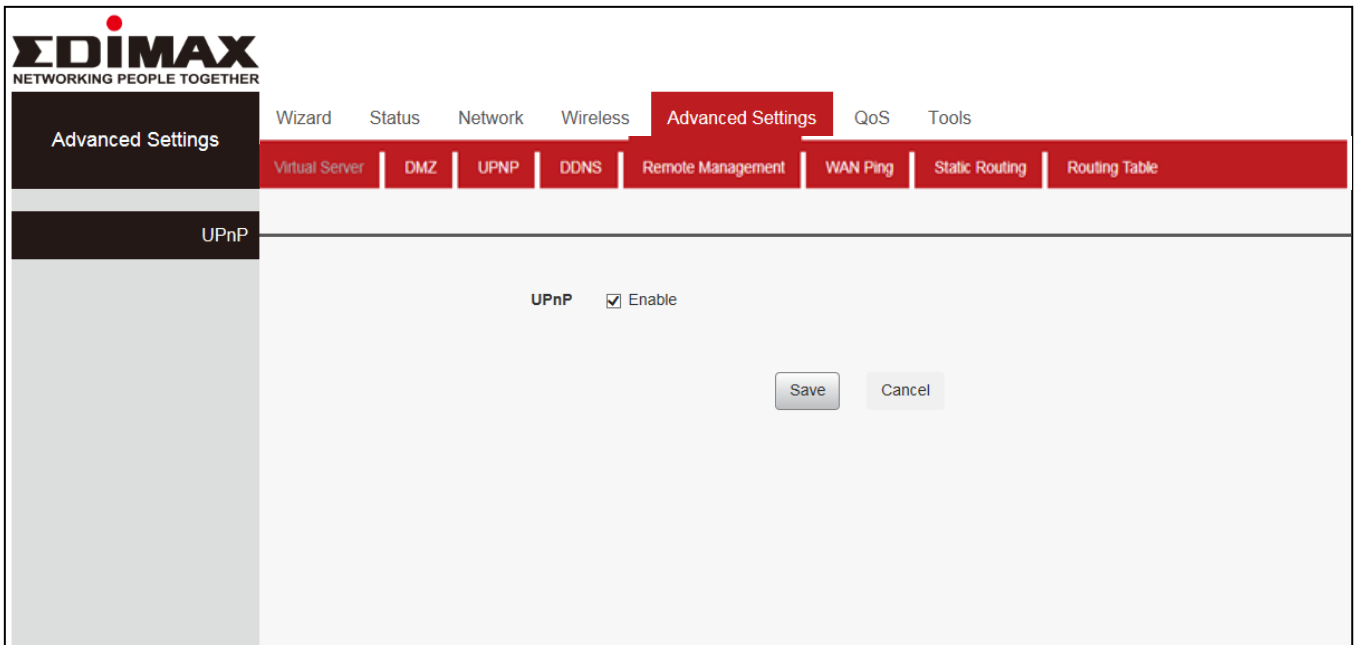 EDIMAX
NETWORKING PEOPLE TOGETHER
Advanced Settings
Wizard Status Network Wireless Advanced Settings QoS Tools
Virtual Server DMZ UPNP DDNS Remote Management WAN Ping Static Routing Routing Table
UPnP
UPnP Enable
Save Cancel